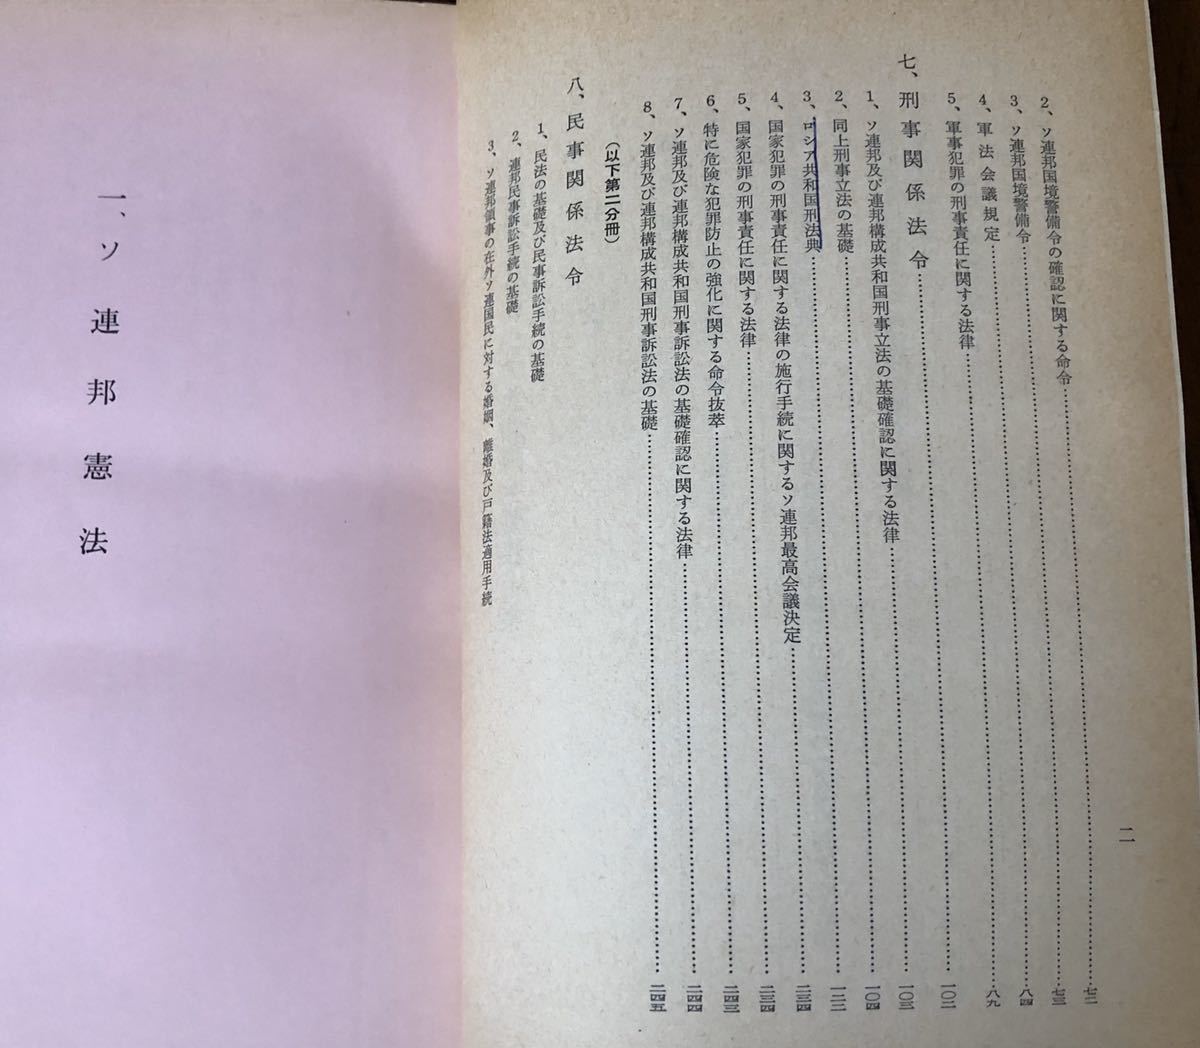 二
2、ソ連邦国境警備令の確認に関する命令……七二
3、ソ連邦国境警備令……七三
4、軍法会議規定……八四
5、軍事犯罪の刑事責任に関する法律……八九
七、刑事関係法令……一〇二
1、ソ連邦及び連邦構成共和国刑事立法の基礎確認に関する法律……一〇三
2、同上刑事立法の基礎……一〇四
3、ロシア共和国刑法典……一二二
4、国家犯罪の刑事責任に関する法律の施行手続に関するソ連邦最高会議決定……二三四
5、国家犯罪の刑事責任に関する法律……二三四
6、特に危険な犯罪防止の強化に関する命令抜萃……二四三
7、ソ連邦及び連邦構成共和国刑事訴訟法の基礎確認に関する法律……二四四
8、ソ連邦及び連邦構成共和国刑事訴訟法の基礎……二四五
(以下第二分冊)
八、民事関係法令
1、民法の基礎及び民事訴訟手続の基礎
2、連邦民事訴訟手続の基礎
3、ソ連邦領事の在外ソ連国民に対する婚姻、離婚及び戸籍法適用手続
一、ソ連邦憲法